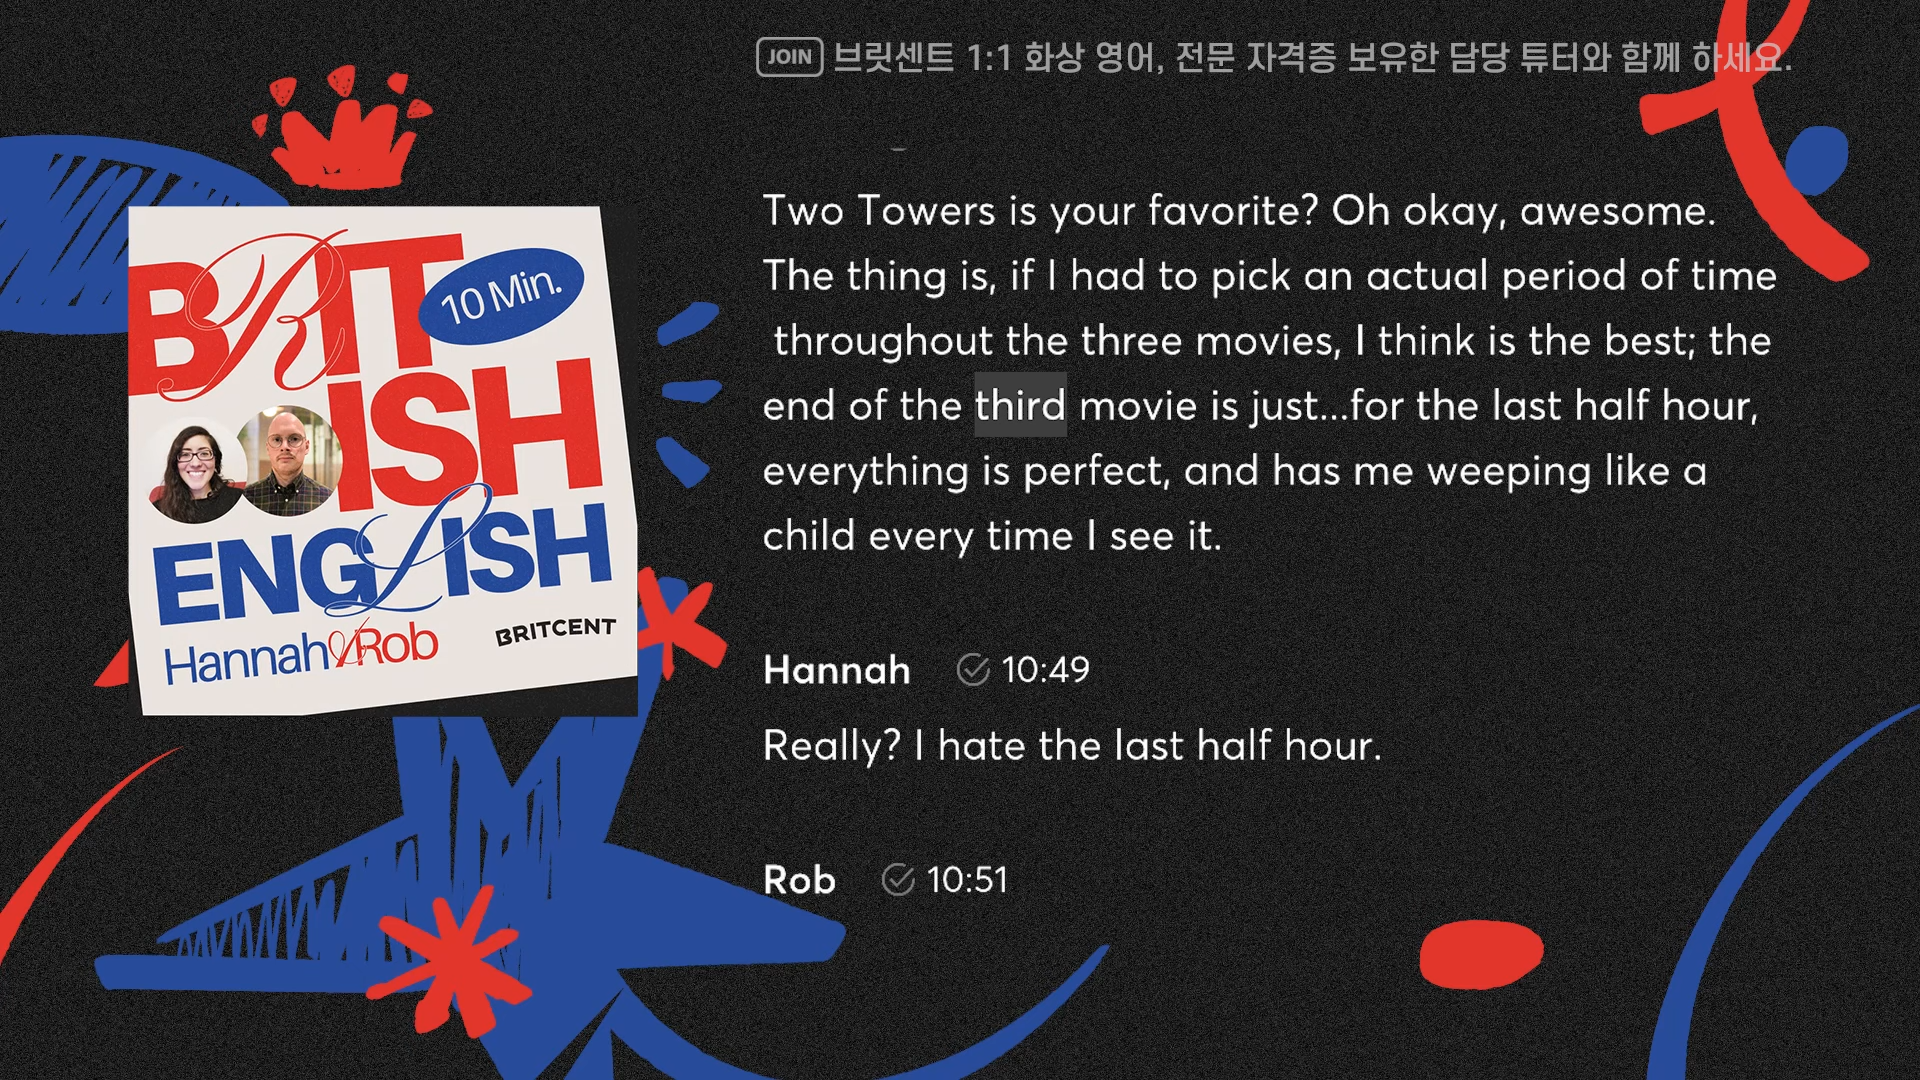 JOIN 브릿센트 1:1 화상 영어, 전문 자격증 보유한 담당 튜터와 함께 하세요.
BRITISH
10 Min.
ENGLISH
Hannah & Rob
BRITCENT
Two Towers is your favorite? Oh okay, awesome.
The thing is, if I had to pick an actual period of time
throughout the three movies, I think is the best; the
end of the third movie is just...for the last half hour,
everything is perfect, and has me weeping like a
child every time I see it.
Hannah 10:49
Really? I hate the last half hour.
Rob 10:51